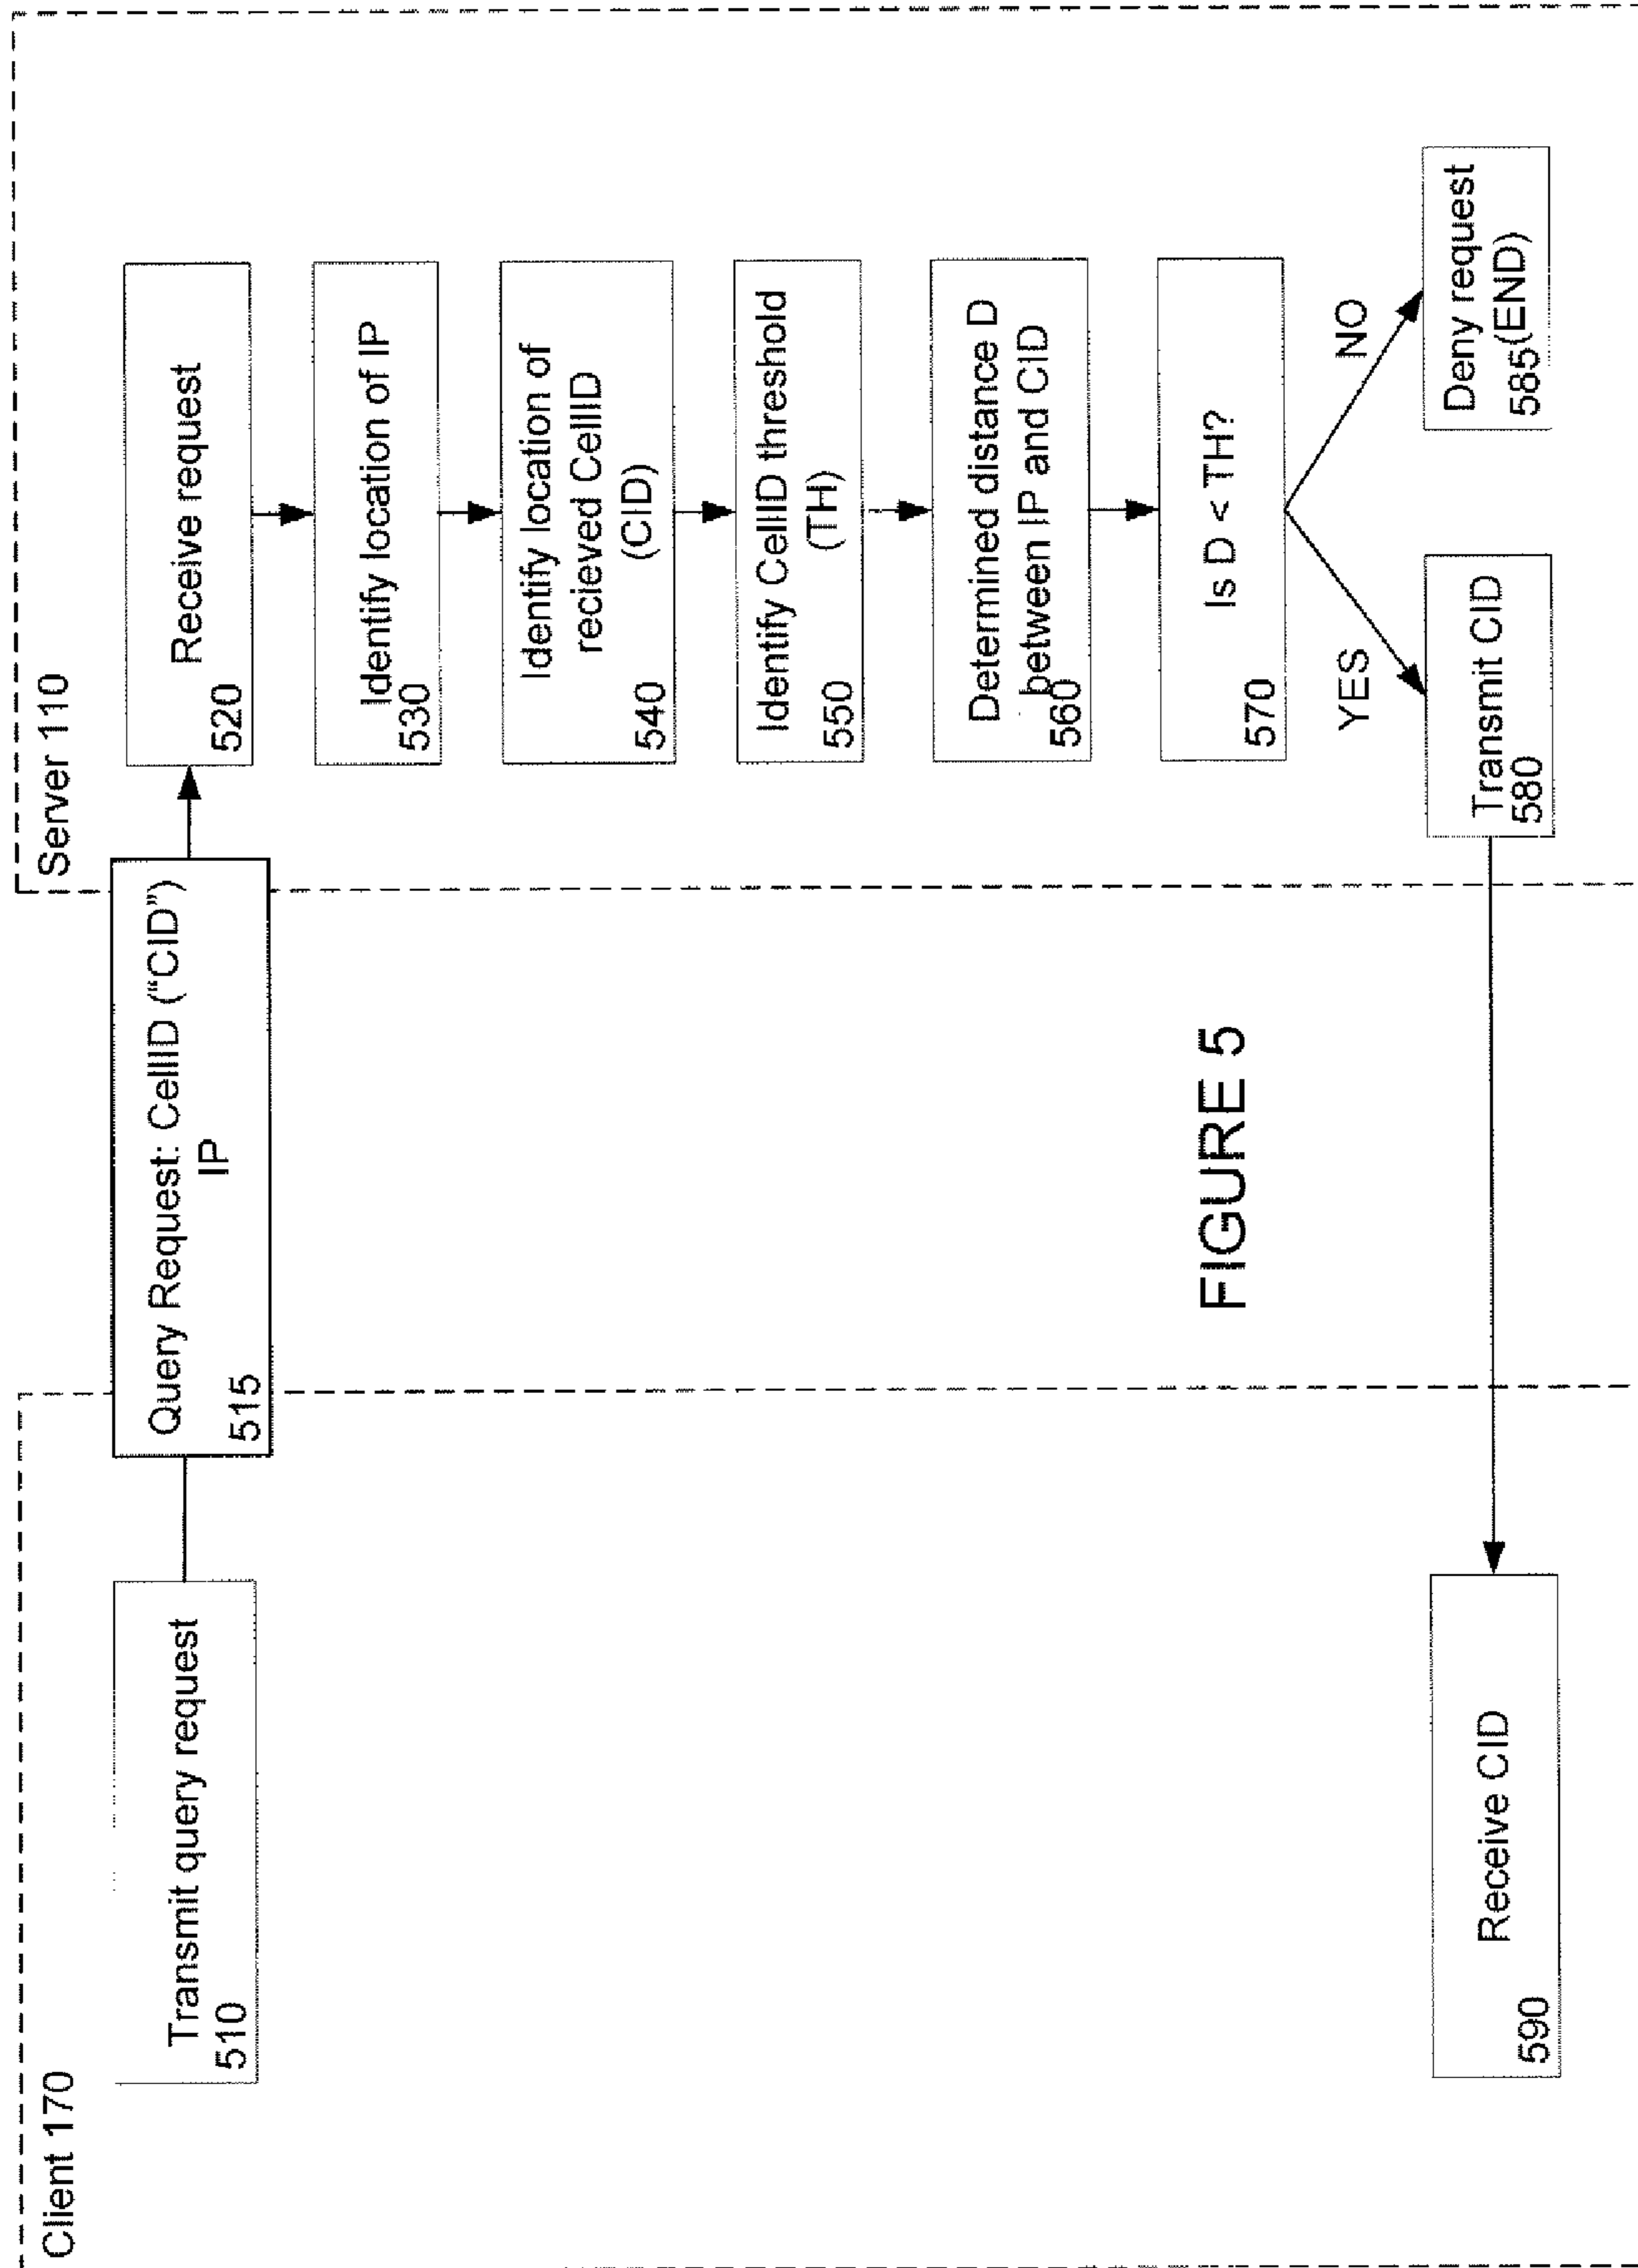 Client 170
Server 110
Transmit query request
510
Query Request: CellID ("CID")
IP
515
Receive request
520
Identify location of IP
530
Identify location of
recieved CellID
(CID)
540
Identify CellID threshold
(TH)
550
Determined distance D
between IP and CID
560
Is D < TH?
570
YES
NO
Transmit CID
580
Deny request
585(END)
Receive CID
590
FIGURE 5